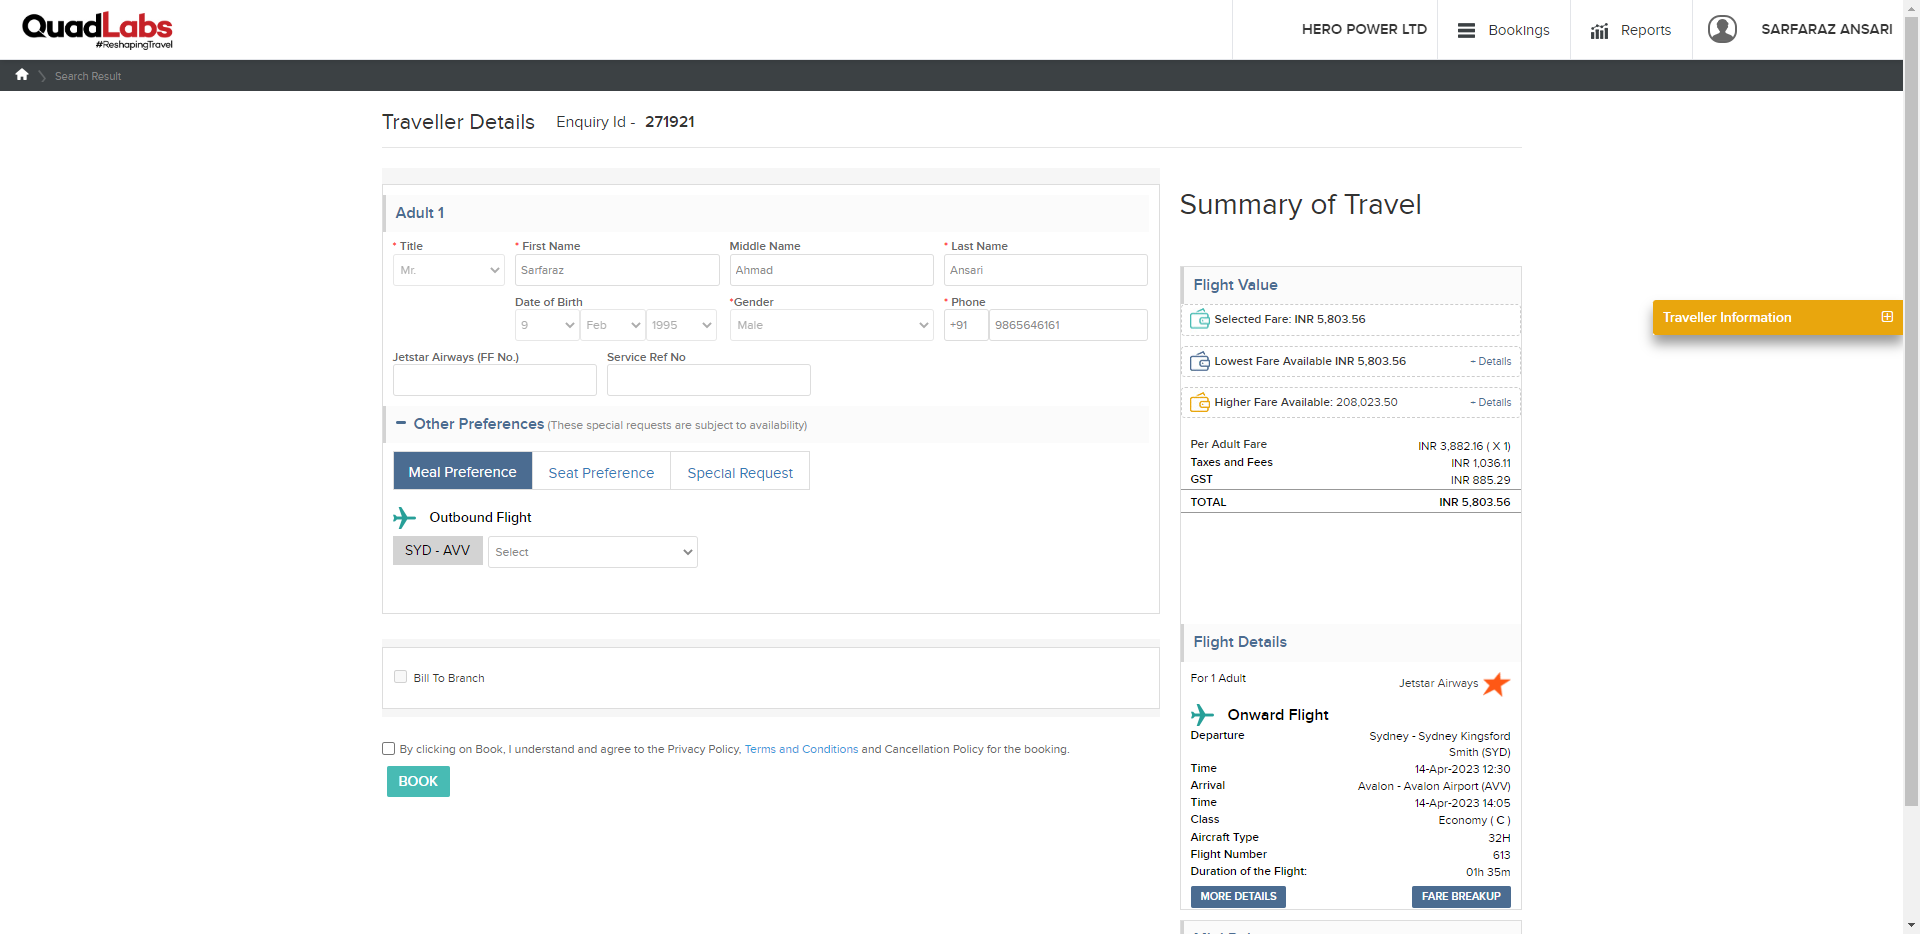 QuadLabs
#ReshapingTravel
HERO POWER LTD
Bookings
Reports
SARFARAZ ANSARI
Search Result
Traveller Details
Enquiry Id - 271921
Adult 1
* Title
* First Name
Middle Name
* Last Name
Mr.
Sarfaraz
Ahmad
Ansari
Date of Birth
*Gender
* Phone
9
Feb
1995
Male
+91
9865646161
Jetstar Airways (FF No.)
Service Ref No
Other Preferences (These special requests are subject to availability)
Meal Preference
Seat Preference
Special Request
Outbound Flight
SYD - AVV
Select
Bill To Branch
By clicking on Book, I understand and agree to the Privacy Policy, Terms and Conditions and Cancellation Policy for the booking.
BOOK
Summary of Travel
Flight Value
Selected Fare: INR 5,803.56
Lowest Fare Available INR 5,803.56
+ Details
Higher Fare Available: 208,023.50
+ Details
Per Adult Fare
INR 3,882.16 ( X 1)
Taxes and Fees
INR 1,036.11
GST
INR 885.29
TOTAL
INR 5,803.56
Flight Details
For 1 Adult
Jetstar Airways
Onward Flight
Departure
Sydney - Sydney Kingsford
Smith (SYD)
Time
14-Apr-2023 12:30
Arrival
Avalon - Avalon Airport (AVV)
Time
14-Apr-2023 14:05
Class
Economy ( C )
Aircraft Type
32H
Flight Number
613
Duration of the Flight:
01h 35m
MORE DETAILS
FARE BREAKUP
Traveller Information